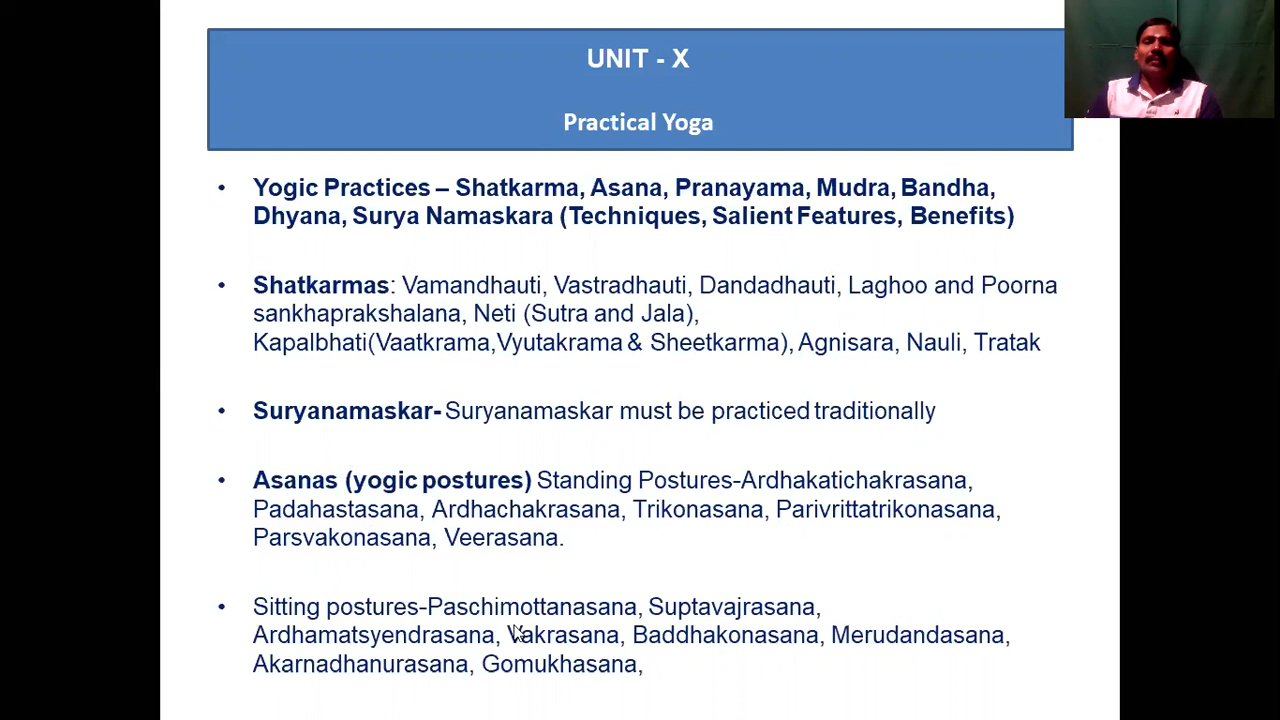 UNIT - X
Practical Yoga
• Yogic Practices – Shatkarma, Asana, Pranayama, Mudra, Bandha,
Dhyana, Surya Namaskara (Techniques, Salient Features, Benefits)
• Shatkarmas: Vamandhauti, Vastradhauti, Dandadhauti, Laghoo and Poorna
sankhaprakshalana, Neti (Sutra and Jala),
Kapalbhati(Vaatkrama,Vyutakrama & Sheetkarma), Agnisara, Nauli, Tratak
• Suryanamaskar- Suryanamaskar must be practiced traditionally
• Asanas (yogic postures) Standing Postures-Ardhakatichakrasana,
Padahastasana, Ardhachakrasana, Trikonasana, Parivrittatrikonasana,
Parsvakonasana, Veerasana.
• Sitting postures-Paschimottanasana, Suptavajrasana,
Ardhamatsyendrasana, Vakrasana, Baddhakonasana, Merudandasana,
Akarnadhanurasana, Gomukhasana,